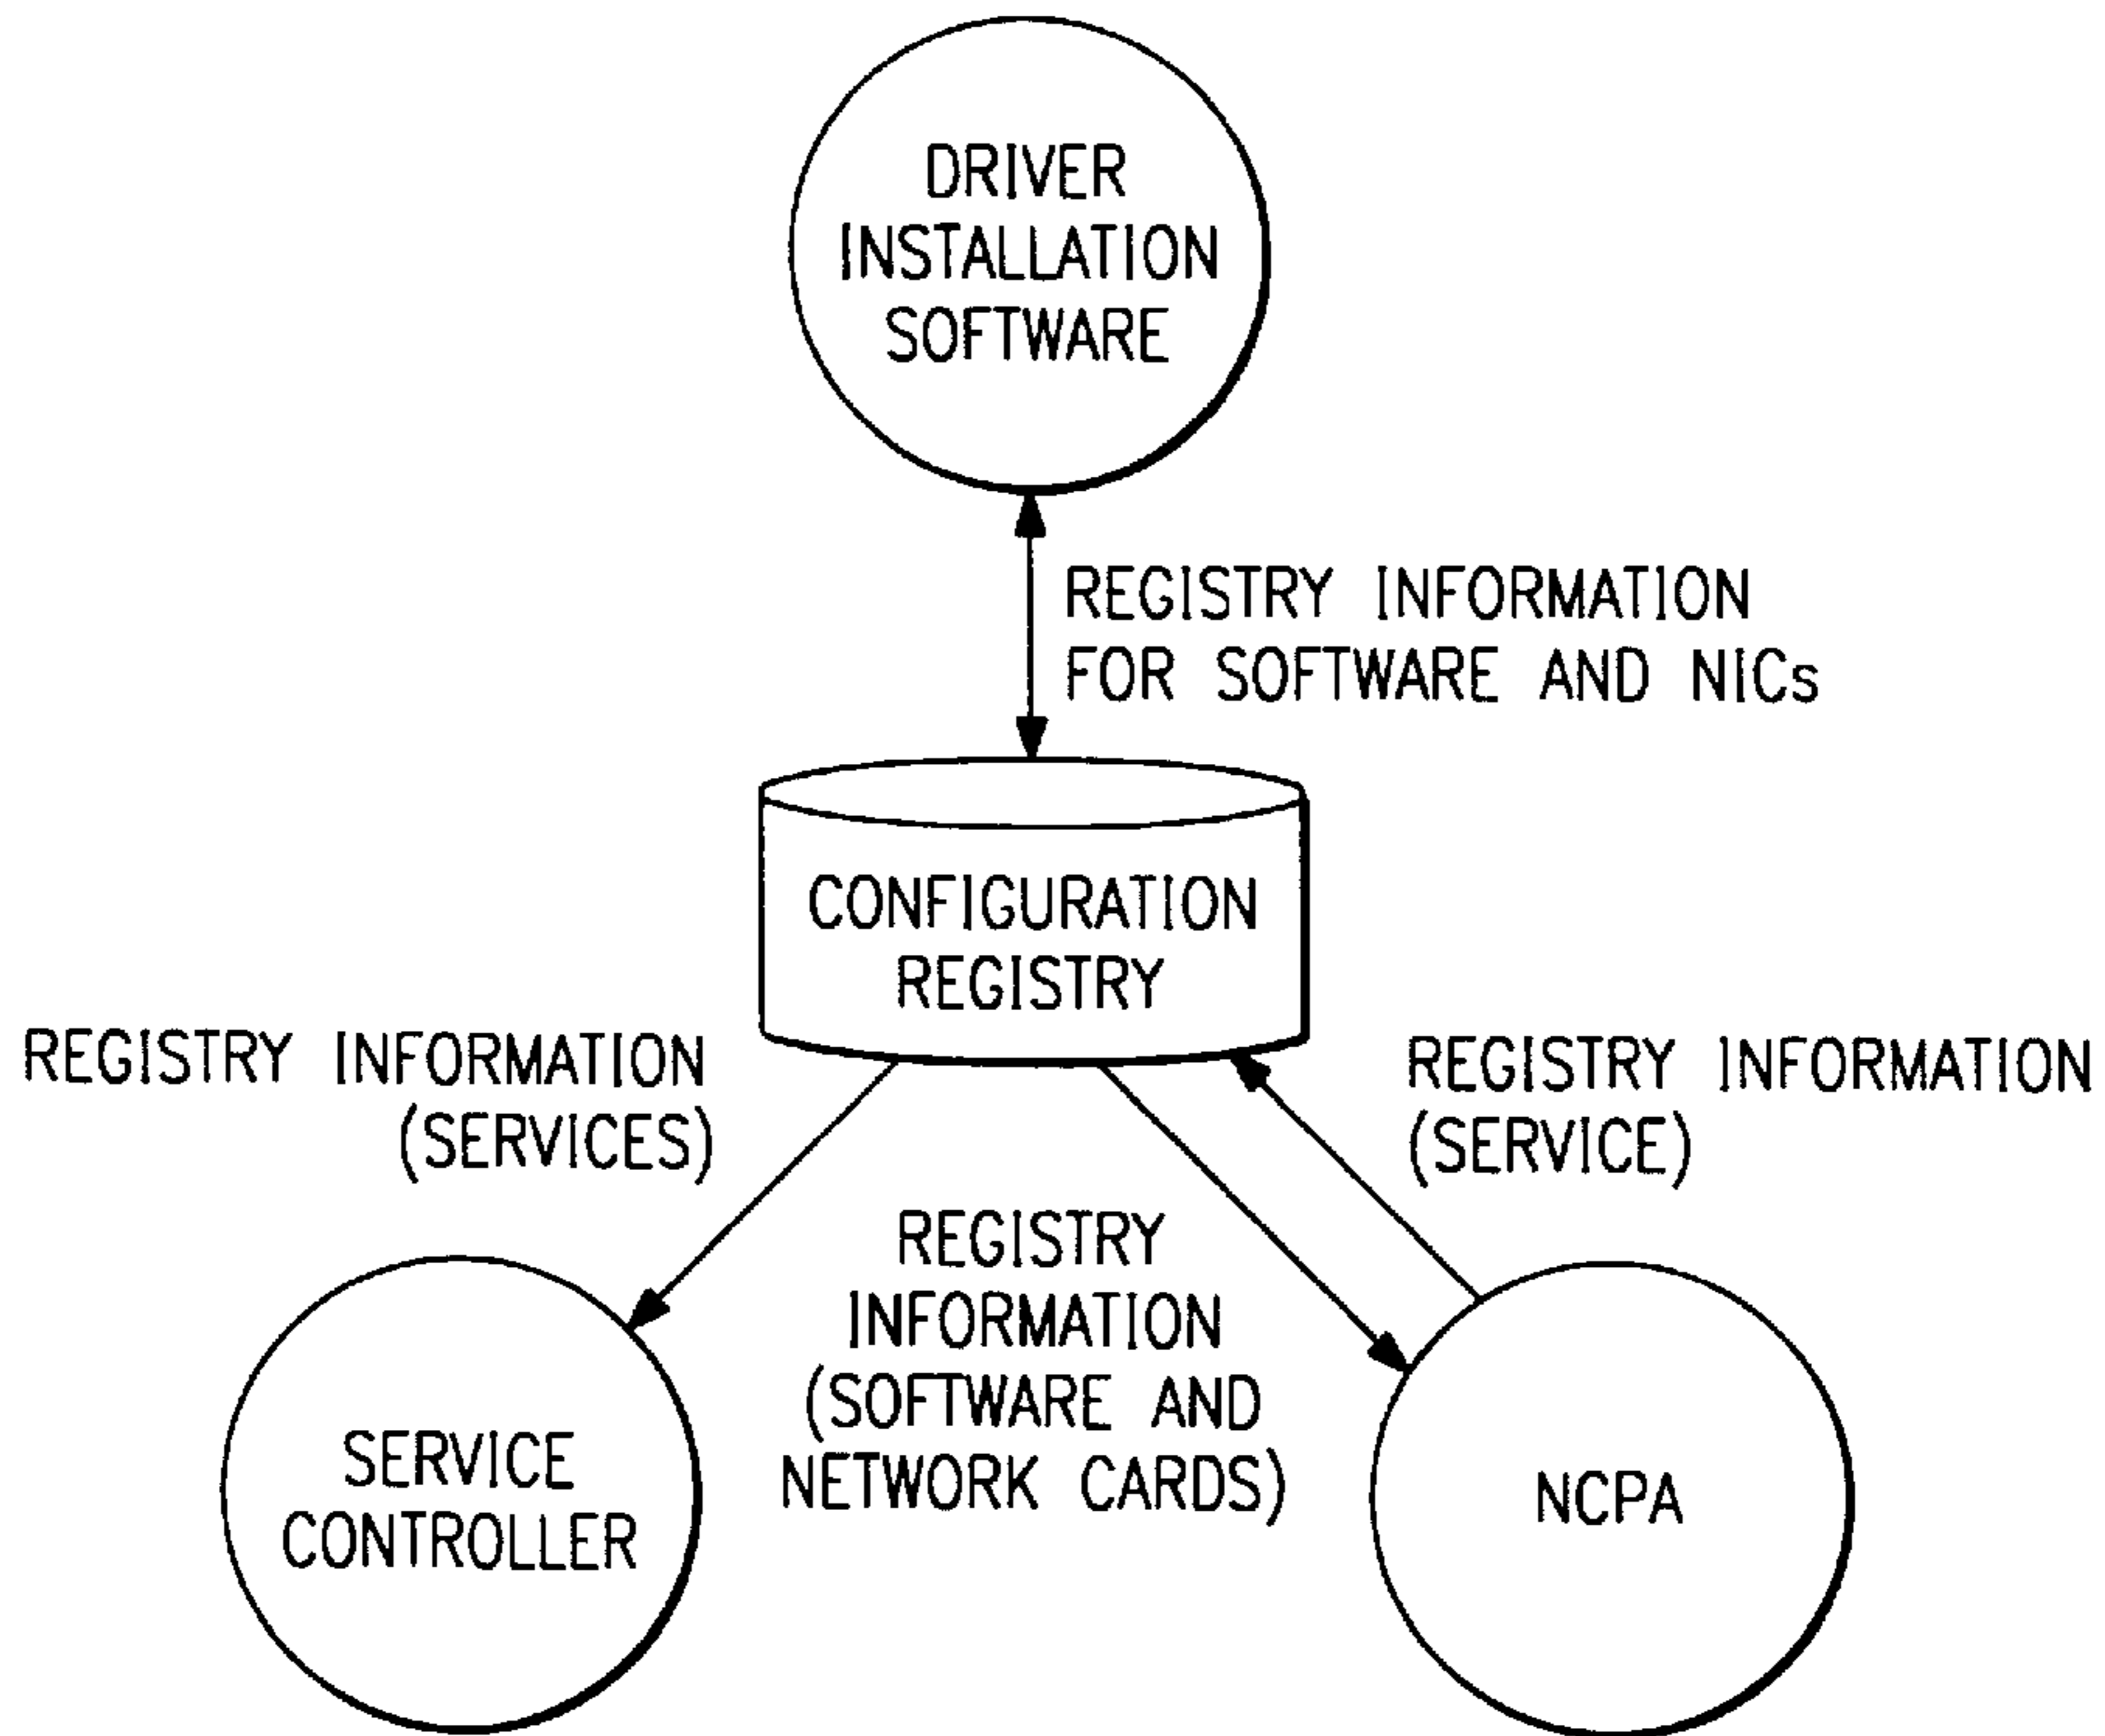 DRIVER
INSTALLATION
SOFTWARE
REGISTRY INFORMATION
FOR SOFTWARE AND NICs
CONFIGURATION
REGISTRY
REGISTRY INFORMATION
(SERVICES)
REGISTRY INFORMATION
(SERVICE)
REGISTRY
INFORMATION
(SOFTWARE AND
NETWORK CARDS)
SERVICE
CONTROLLER
NCPA